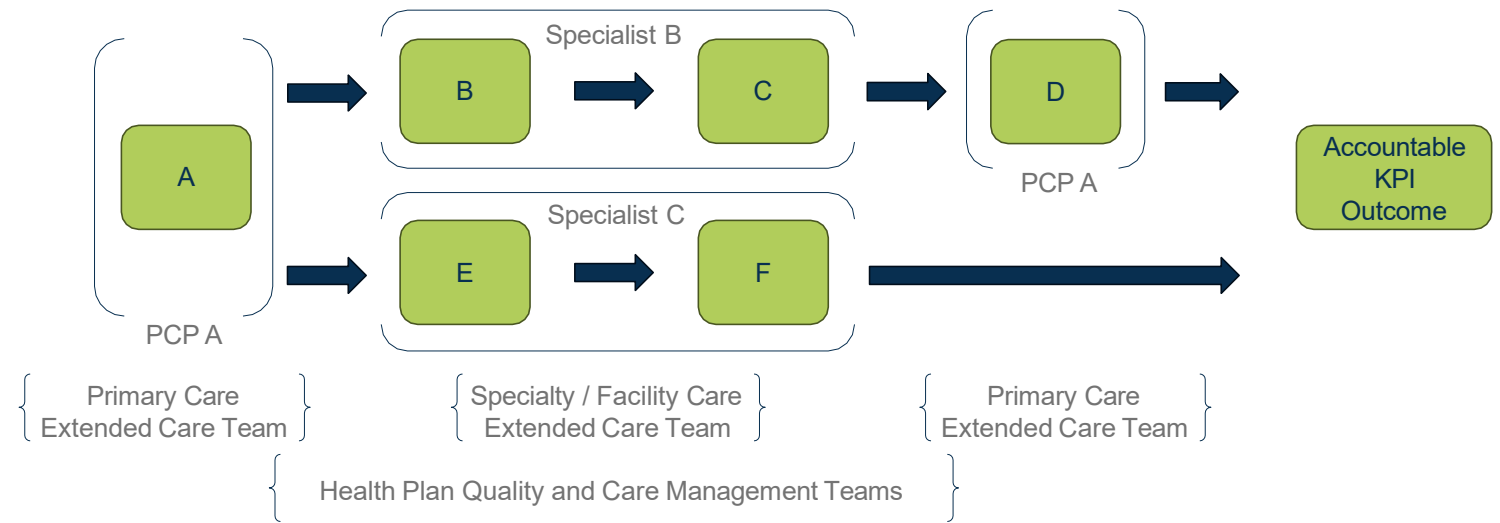 Specialist B
B
C
D
A
PCP A
Accountable
KPI
Outcome
Specialist C
E
F
PCP A
Primary Care
Extended Care Team
Specialty / Facility Care
Extended Care Team
Primary Care
Extended Care Team
Health Plan Quality and Care Management Teams